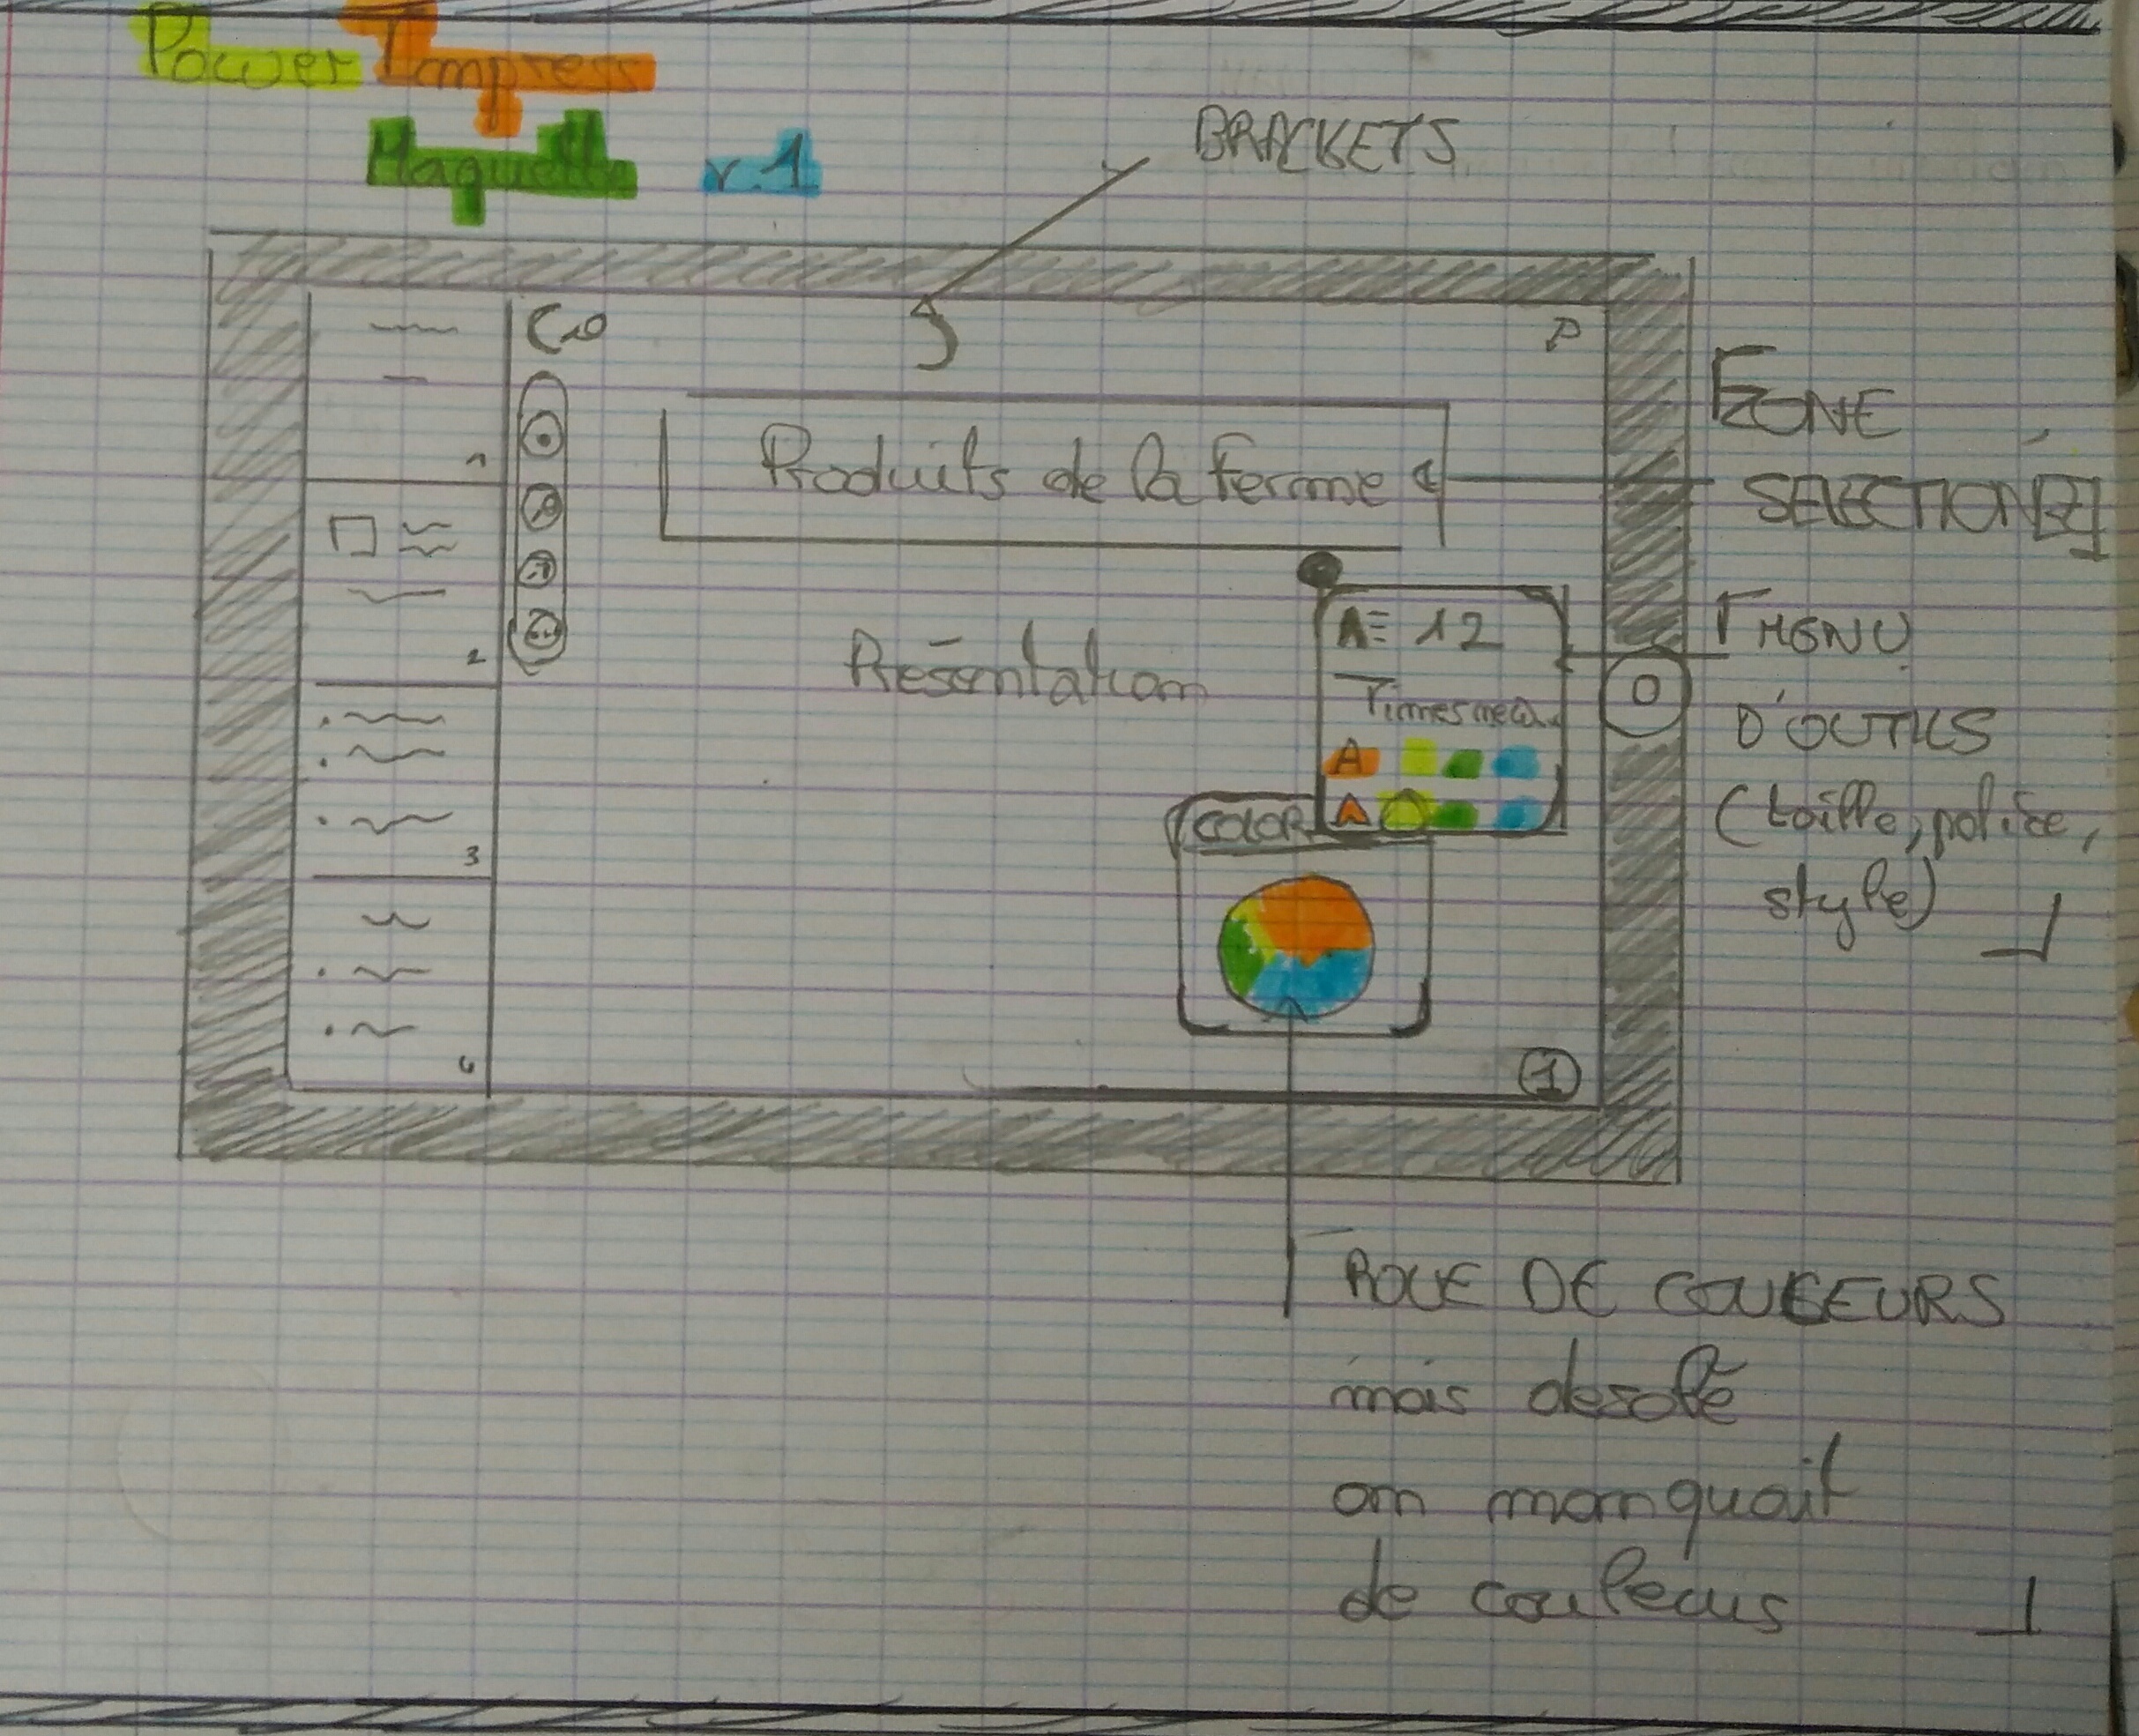 Power Impress
Maquette v.1
BRACKETS
1
Produits de la ferme
ZONE
SELECTIONÉE
2
Présentation
A 12
Times new.
A
A
COLOR
MENU
D'OUTILS
(taille, police,
style)
3
4
1
ROUE DE COULEURS
mais desolé
on manquait
de couleurs